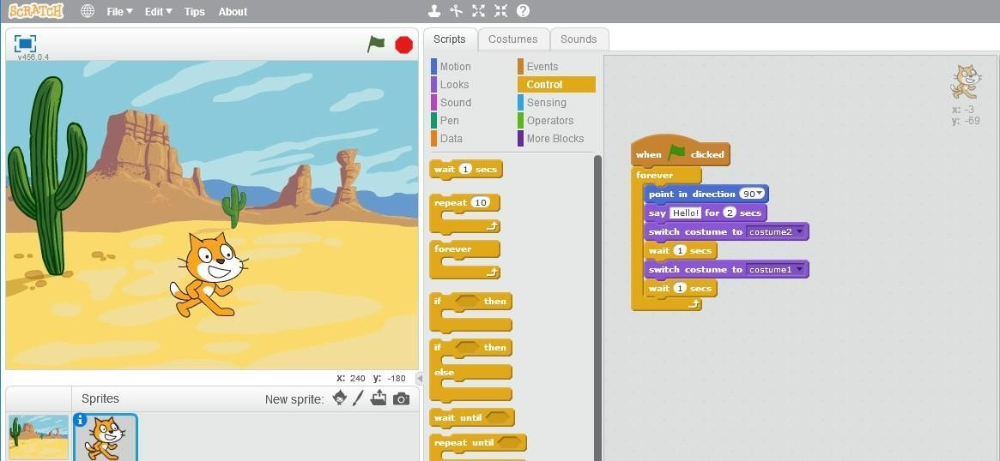 SCRATCH File Edit Tips About
v456.0.4
Scripts Costumes Sounds
Motion Events
Looks Control
Sound Sensing
Pen Operators
Data More Blocks
wait 1 secs
repeat 10
forever
if then
if then
else
wait until
repeat until
x: -3
y: -69
when clicked
forever
point in direction 90
say Hello! for 2 secs
switch costume to costume2
wait 1 secs
switch costume to costume1
wait 1 secs
x: 240 y: -180
Sprites New sprite:
i